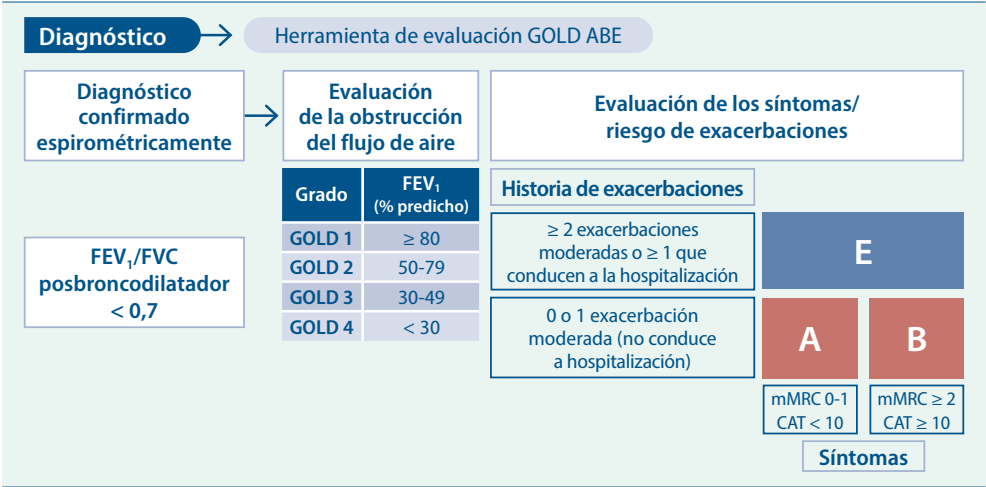 Diagnóstico
Herramienta de evaluación GOLD ABE
Diagnóstico
confirmado
espirométricamente
Evaluación
de la obstrucción
del flujo de aire
Evaluación de los síntomas/
riesgo de exacerbaciones
FEV₁/FVC
posbroncodilatador
< 0,7
Grado
FEV₁
(% predicho)
GOLD 1
≥ 80
GOLD 2
50-79
GOLD 3
30-49
GOLD 4
< 30
Historia de exacerbaciones
≥ 2 exacerbaciones
moderadas o ≥ 1 que
conducen a la hospitalización
E
0 o 1 exacerbación
moderada (no conduce
a hospitalización)
A
B
mMRC 0-1
CAT < 10
mMRC ≥ 2
CAT ≥ 10
Síntomas